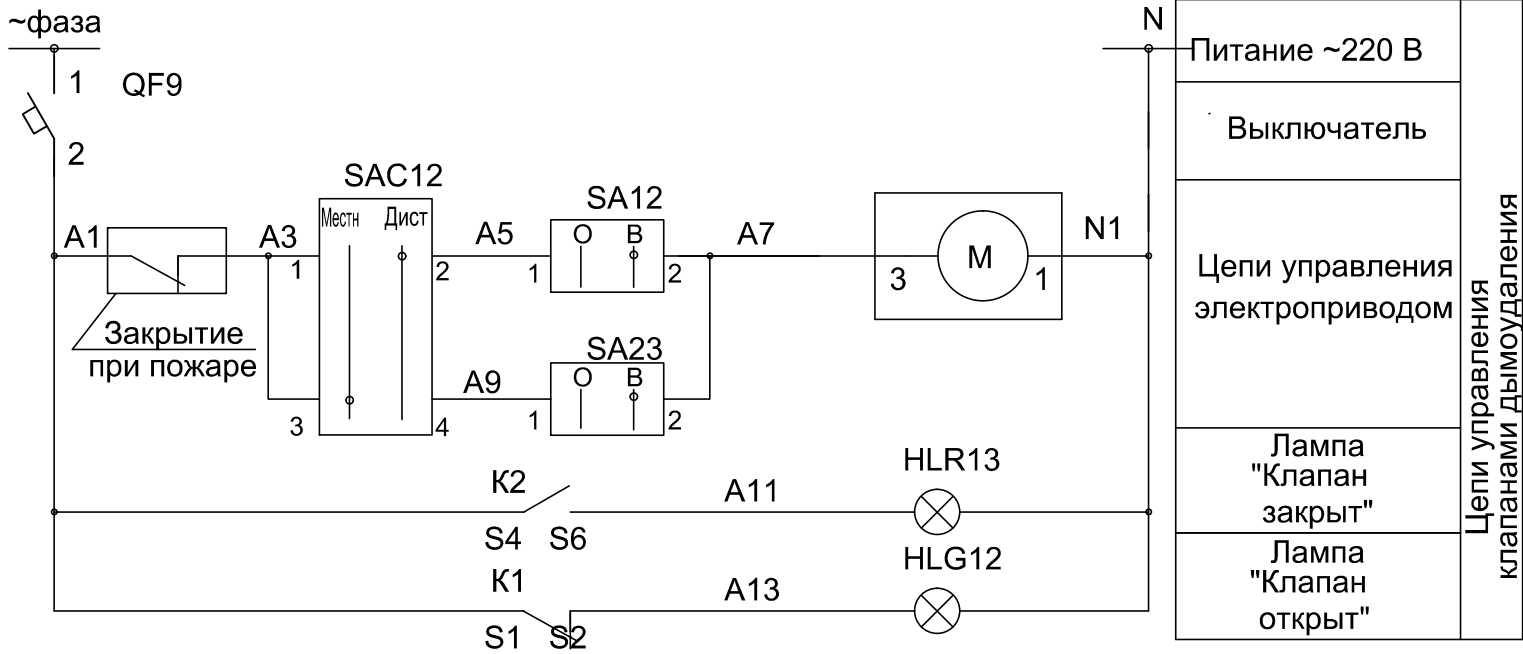 ~фаза
N
Питание ~220 В
1
QF9
2
Выключатель
SAC12
SA12
Местн
Дист
A1
A3
1
2
A5
1
О
В
2
A7
3
М
1
N1
Цепи управления
электроприводом
Закрытие
при пожаре
SA23
A9
3
4
1
О
В
2
К2
S4
S6
A11
HLR13
Лампа
"Клапан
закрыт"
К1
S1
S2
A13
HLG12
Лампа
"Клапан
открыт"
Цепи управления
клапанами дымоудаления